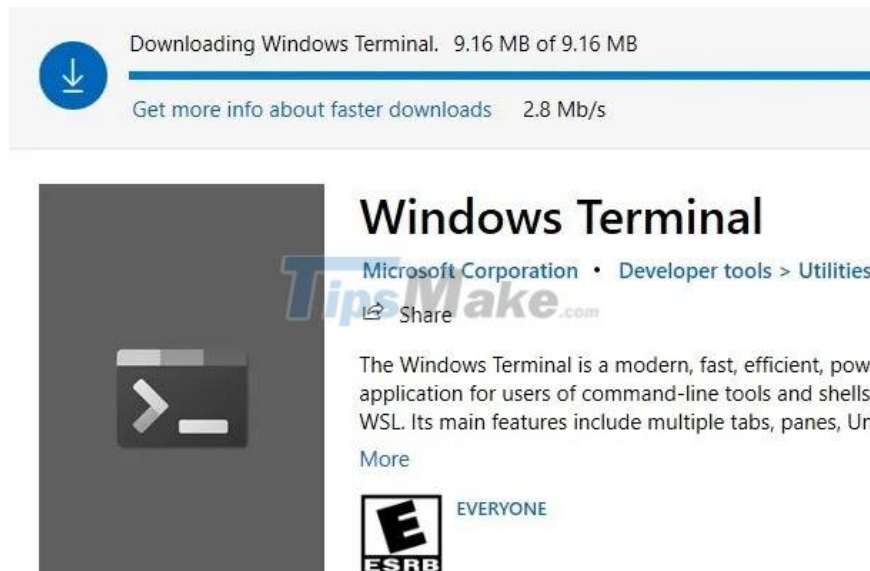 Downloading Windows Terminal. 9.16 MB of 9.16 MB
Get more info about faster downloads 2.8 Mb/s
Windows Terminal
Microsoft Corporation • Developer tools > Utilities
TipsMake.com
Share
The Windows Terminal is a modern, fast, efficient, pow
application for users of command-line tools and shells
WSL. Its main features include multiple tabs, panes, Un
More
E EVERYONE
ESRB